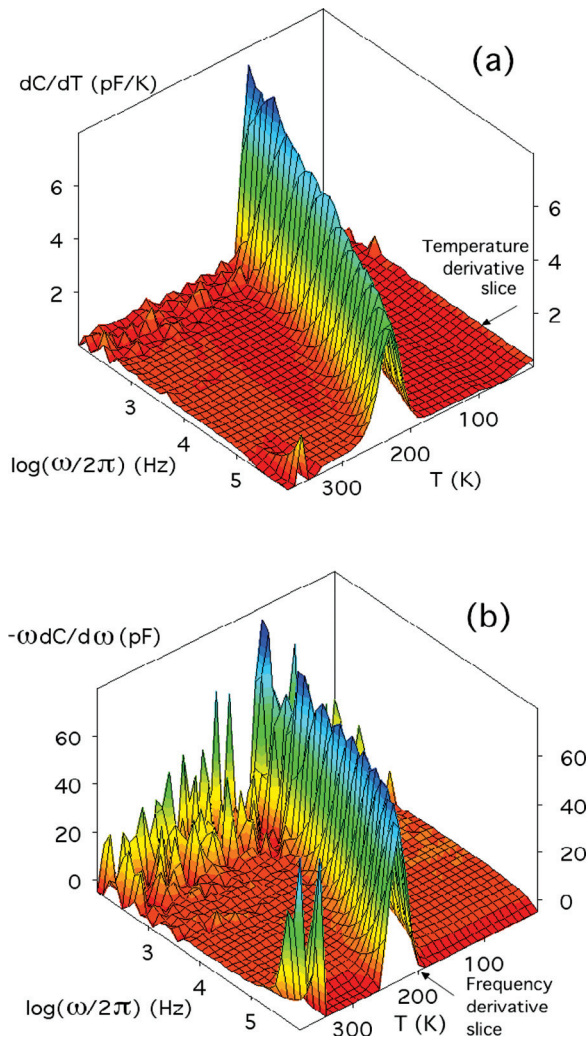 (a)
dC/dT (pF/K)
6
4
2
6
4
2
Temperature
derivative
slice
3
4
5
log(ω/2π) (Hz)
100
200
300
T (K)
(b)
-ωdC/dω (pF)
60
40
20
0
60
40
20
0
3
4
5
log(ω/2π) (Hz)
100
200
300
T (K)
Frequency
derivative
slice